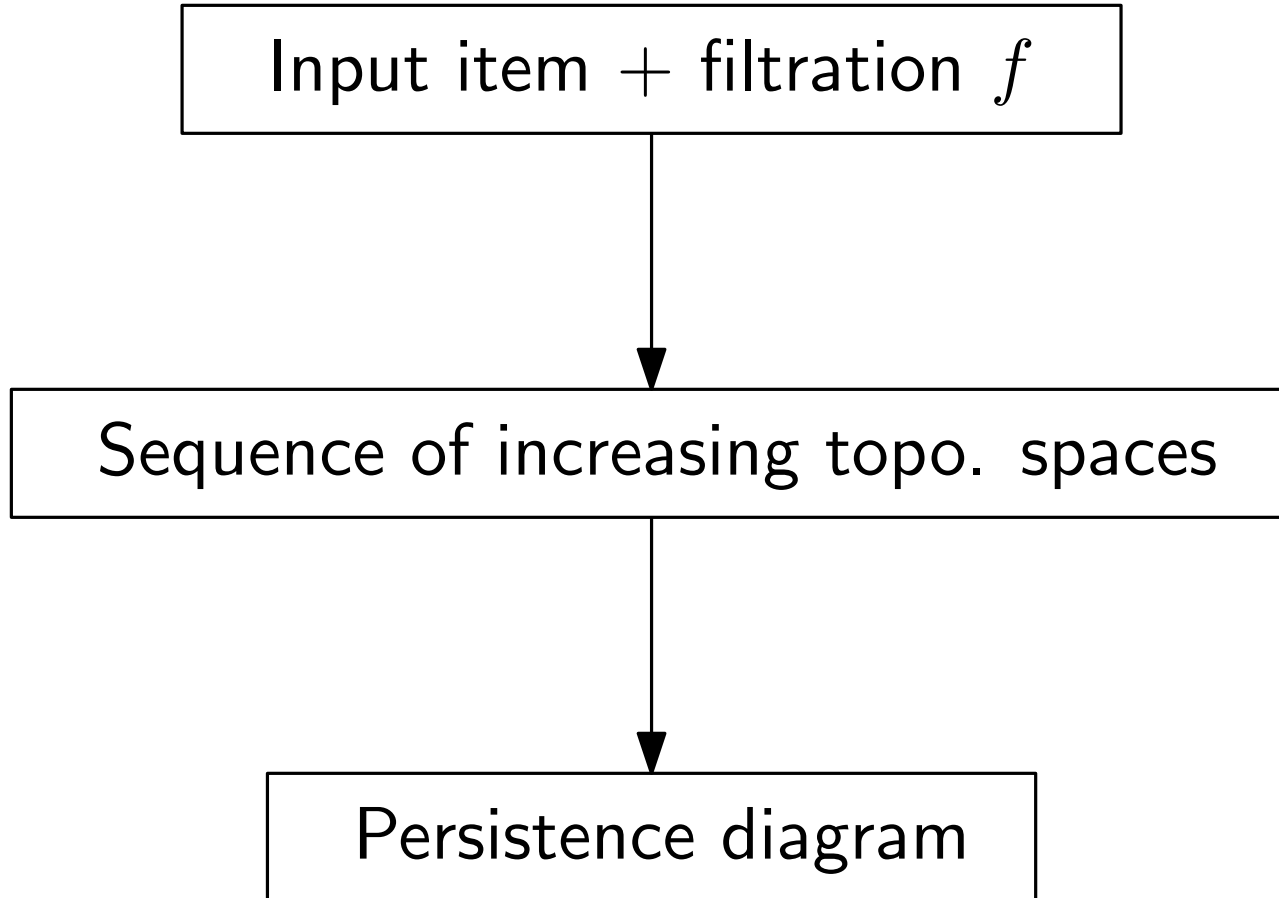 Input item + filtration f
Sequence of increasing topo. spaces
Persistence diagram